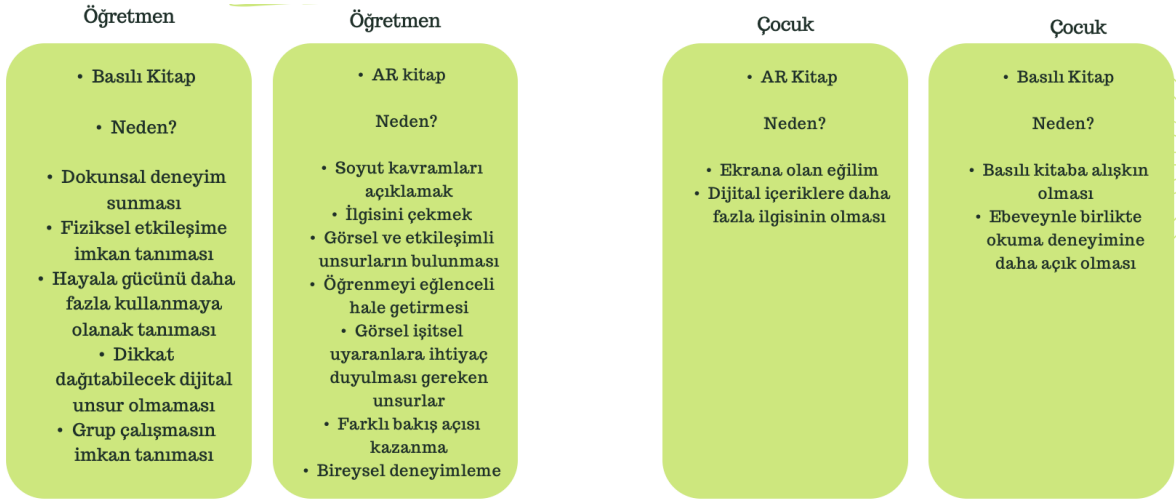 Öğretmen
• Basılı Kitap
• Neden?
• Dokunsal deneyim
sunması
• Fiziksel etkileşime
imkan tanıması
• Hayala gücünü daha
fazla kullanmaya
olanak tanıması
• Dikkat
dağıtabilecek dijital
unsur olmaması
• Grup çalışmasın
imkan tanıması
Öğretmen
• AR kitap
Neden?
• Soyut kavramları
açıklamak
• İlgisini çekmek
• Görsel ve etkileşimli
unsurların bulunması
• Öğrenmeyi eğlenceli
hale getirmesi
• Görsel işitsel
uyaranlara ihtiyaç
duyulması gereken
unsurlar
• Farklı bakış açısı
kazanma
• Bireysel deneyimleme
Çocuk
• AR Kitap
Neden?
• Ekrana olan eğilim
• Dijital içeriklere daha
fazla ilgisinin olması
Çocuk
• Basılı Kitap
Neden?
• Basılı kitaba alışkın
olması
• Ebeveynle birlikte
okuma deneyimine
daha açık olması